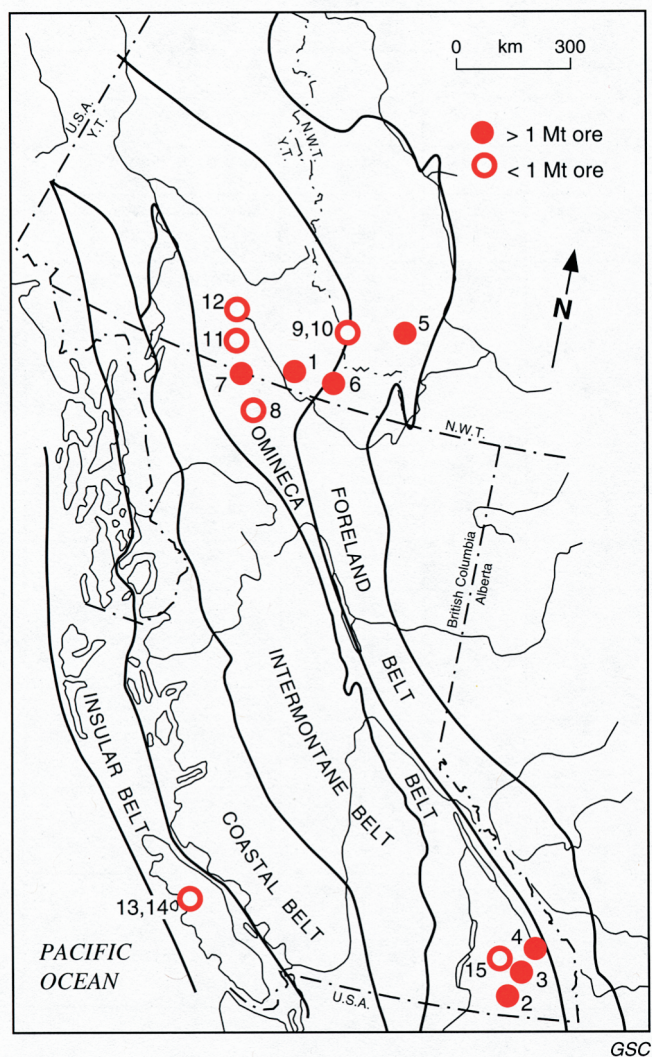 0 km 300
> 1 Mt ore
< 1 Mt ore
N
U.S.A.
Y.T.
N.W.T.
Y.T.
12
11
9,10
5
7
1
6
8
N.W.T.
OMINECA
FORELAND
BELT
British Columbia
Alberta
INTERMONTANE BELT
BELT
INSULAR BELT
COASTAL BELT
13,14
4
15
3
2
PACIFIC
OCEAN
U.S.A.
GSC